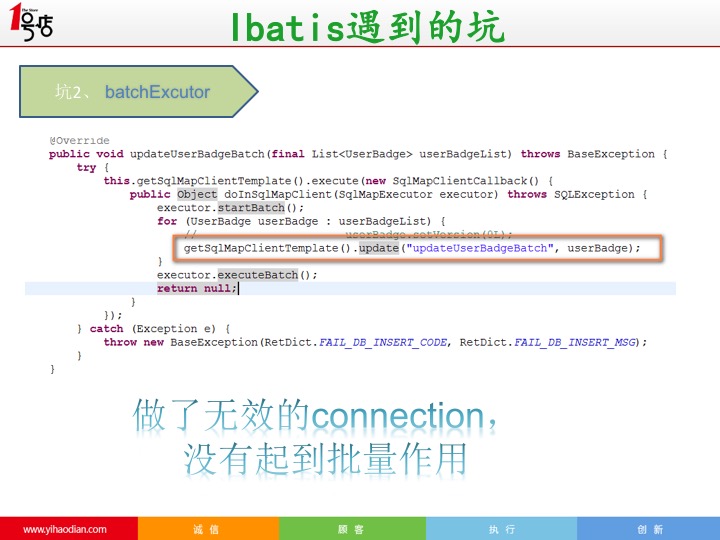 The Store
1号店
Ibatis遇到的坑
坑2、 batchExcutor
@Override
public void updateUserBadgeBatch(final List<UserBadge> userBadgeList) throws BaseException {
try {
this.getSqlMapClientTemplate().execute(new SqlMapClientCallback() {
public Object doInSqlMapClient(SqlMapExecutor executor) throws SQLException {
executor.startBatch();
for (UserBadge userBadge : userBadgeList) {
// userBadge.setVersion(0L);
getSqlMapClientTemplate().update("updateUserBadgeBatch", userBadge);
}
executor.executeBatch();
return null;
}
});
} catch (Exception e) {
throw new BaseException(RetDict.FAIL_DB_INSERT_CODE, RetDict.FAIL_DB_INSERT_MSG);
}
}
做了无效的connection，
没有起到批量作用
www.yihaodian.com 诚 信 顾 客 执 行 创 新